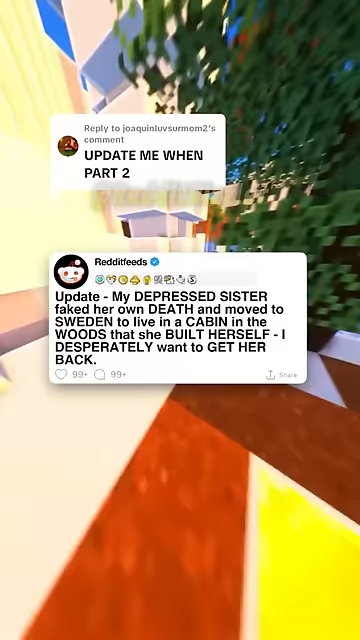 Reply to joaquinluvsurmom2's
comment
UPDATE ME WHEN
PART 2
Redditfeeds
Update - My DEPRESSED SISTER
faked her own DEATH and moved to
SWEDEN to live in a CABIN in the
WOODS that she BUILT HERSELF - I
DESPERATELY want to GET HER
BACK.
99+ 99+ Share